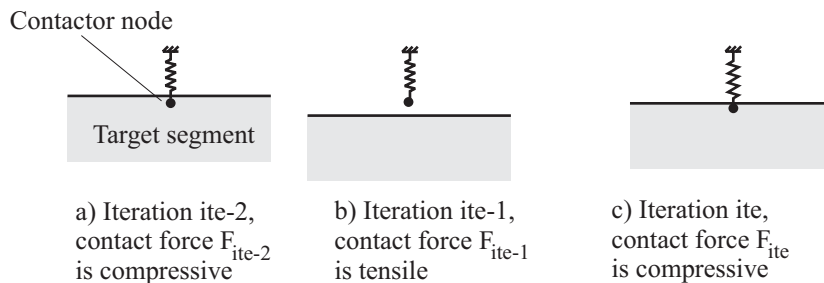 Contactor node
Target segment
a) Iteration ite-2,
contact force F_ite-2
is compressive
b) Iteration ite-1,
contact force F_ite-1
is tensile
c) Iteration ite,
contact force F_ite
is compressive